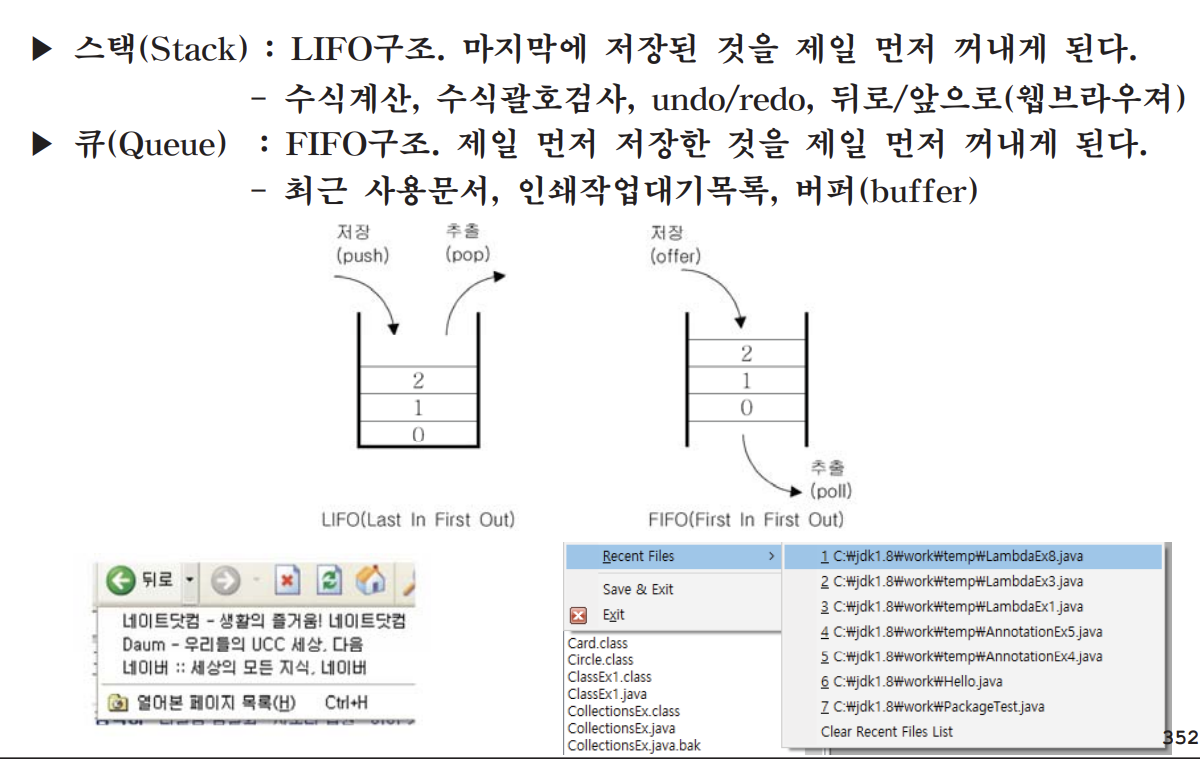 ▶ 스택(Stack) : LIFO구조. 마지막에 저장된 것을 제일 먼저 꺼내게 된다.
- 수식계산, 수식괄호검사, undo/redo, 뒤로/앞으로(웹브라우져)
▶ 큐(Queue) : FIFO구조. 제일 먼저 저장한 것을 제일 먼저 꺼내게 된다.
- 최근 사용문서, 인쇄작업대기목록, 버퍼(buffer)
저장
(push)
추출
(pop)
2
1
0
LIFO(Last In First Out)
저장
(offer)
2
1
0
추출
(poll)
FIFO(First In First Out)
뒤로
네이트닷컴 - 생활의 즐거움! 네이트닷컴
Daum - 우리들의 UCC 세상, 다음
네이버 :: 세상의 모든 지식, 네이버
열어본 페이지 목록(H) Ctrl+H
Recent Files >
Save & Exit
Exit
Card.class
Circle.class
ClassEx1.class
ClassEx1.java
CollectionsEx.class
CollectionsEx.java
CollectionsEx.java.bak
1 C:₩jdk1.8₩work₩temp₩LambdaEx8.java
2 C:₩jdk1.8₩work₩temp₩LambdaEx3.java
3 C:₩jdk1.8₩work₩temp₩LambdaEx1.java
4 C:₩jdk1.8₩work₩temp₩AnnotationEx5.java
5 C:₩jdk1.8₩work₩temp₩AnnotationEx4.java
6 C:₩jdk1.8₩work₩Hello.java
7 C:₩jdk1.8₩work₩PackageTest.java
Clear Recent Files List
352